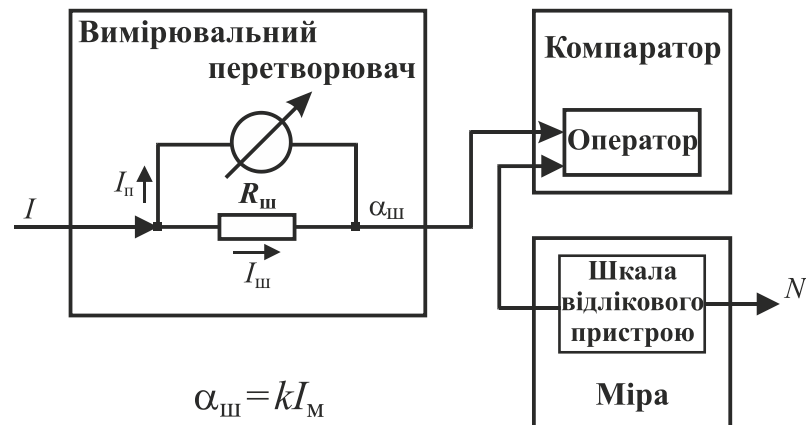 Вимірювальний
перетворювач
I
Iп
Rш
Iш
αш
αш = kIм
Компаратор
Оператор
Шкала
відлікового
пристрою
N
Міра